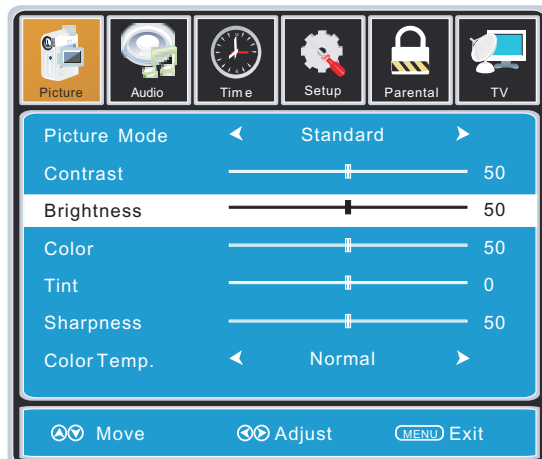 Picture Audio Time Setup Parental TV
Picture Mode Standard
Contrast 50
Brightness 50
Color 50
Tint 0
Sharpness 50
Color Temp. Normal
Move Adjust MENU Exit